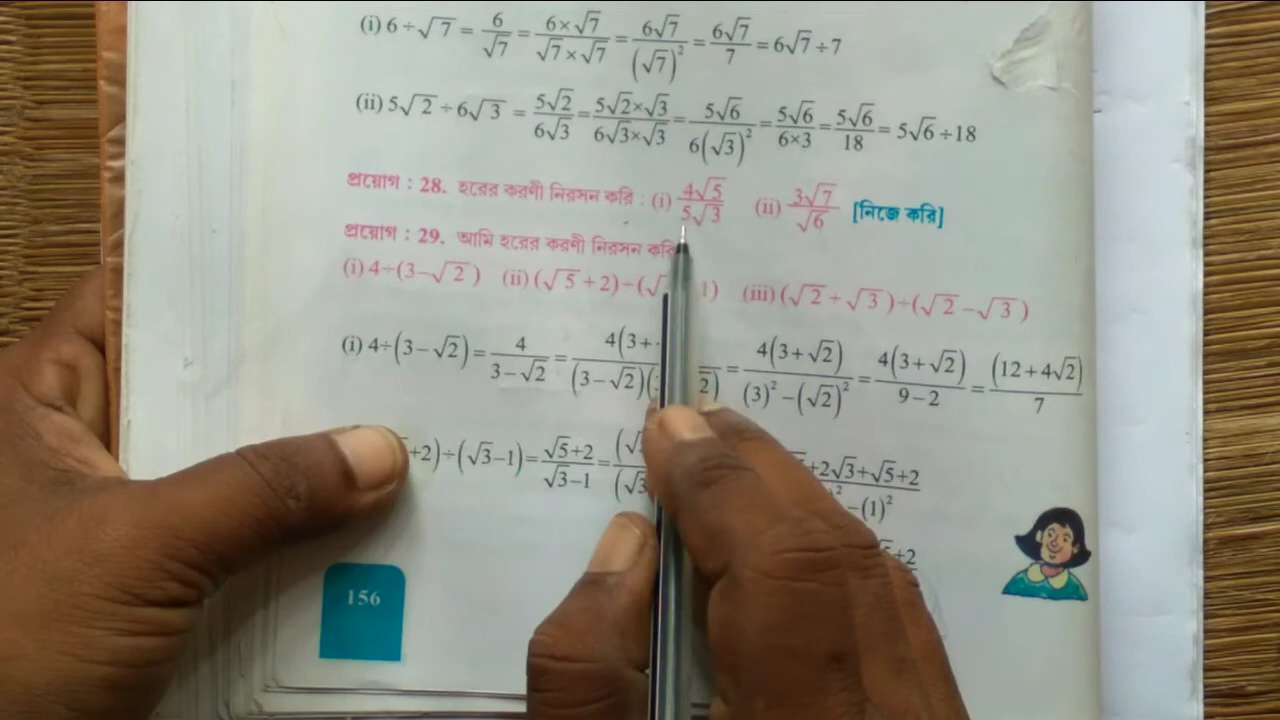 (i) 6 ÷ √7 = 6/√7 = (6×√7)/(√7×√7) = 6√7/(√7)² = 6√7/7 = 6√7 ÷ 7
(ii) 5√2 ÷ 6√3 = 5√2/6√3 = (5√2×√3)/(6√3×√3) = 5√6/6(√3)² = 5√6/(6×3) = 5√6/18 = 5√6 ÷ 18
প্রয়োগ : 28. হরের করণী নিরসন করি : (i) 4√5/5√3 (ii) 3√7/√6 [নিজে করি]
প্রয়োগ : 29. আমি হরের করণী নিরসন করি
(i) 4÷(3−√2) (ii) (√5+2)÷(√ 1) (iii) (√2+√3)÷(√2−√3)
(i) 4÷(3−√2) = 4/(3−√2) = 4(3+ /(3−√2)( 2) = 4(3+√2)/((3)²−(√2)²) = 4(3+√2)/(9−2) = (12+4√2)/7
+2)÷(√3−1) = (√5+2)/(√3−1) = (√ /(√3 +2√3+√5+2 −(1)²
+2
156